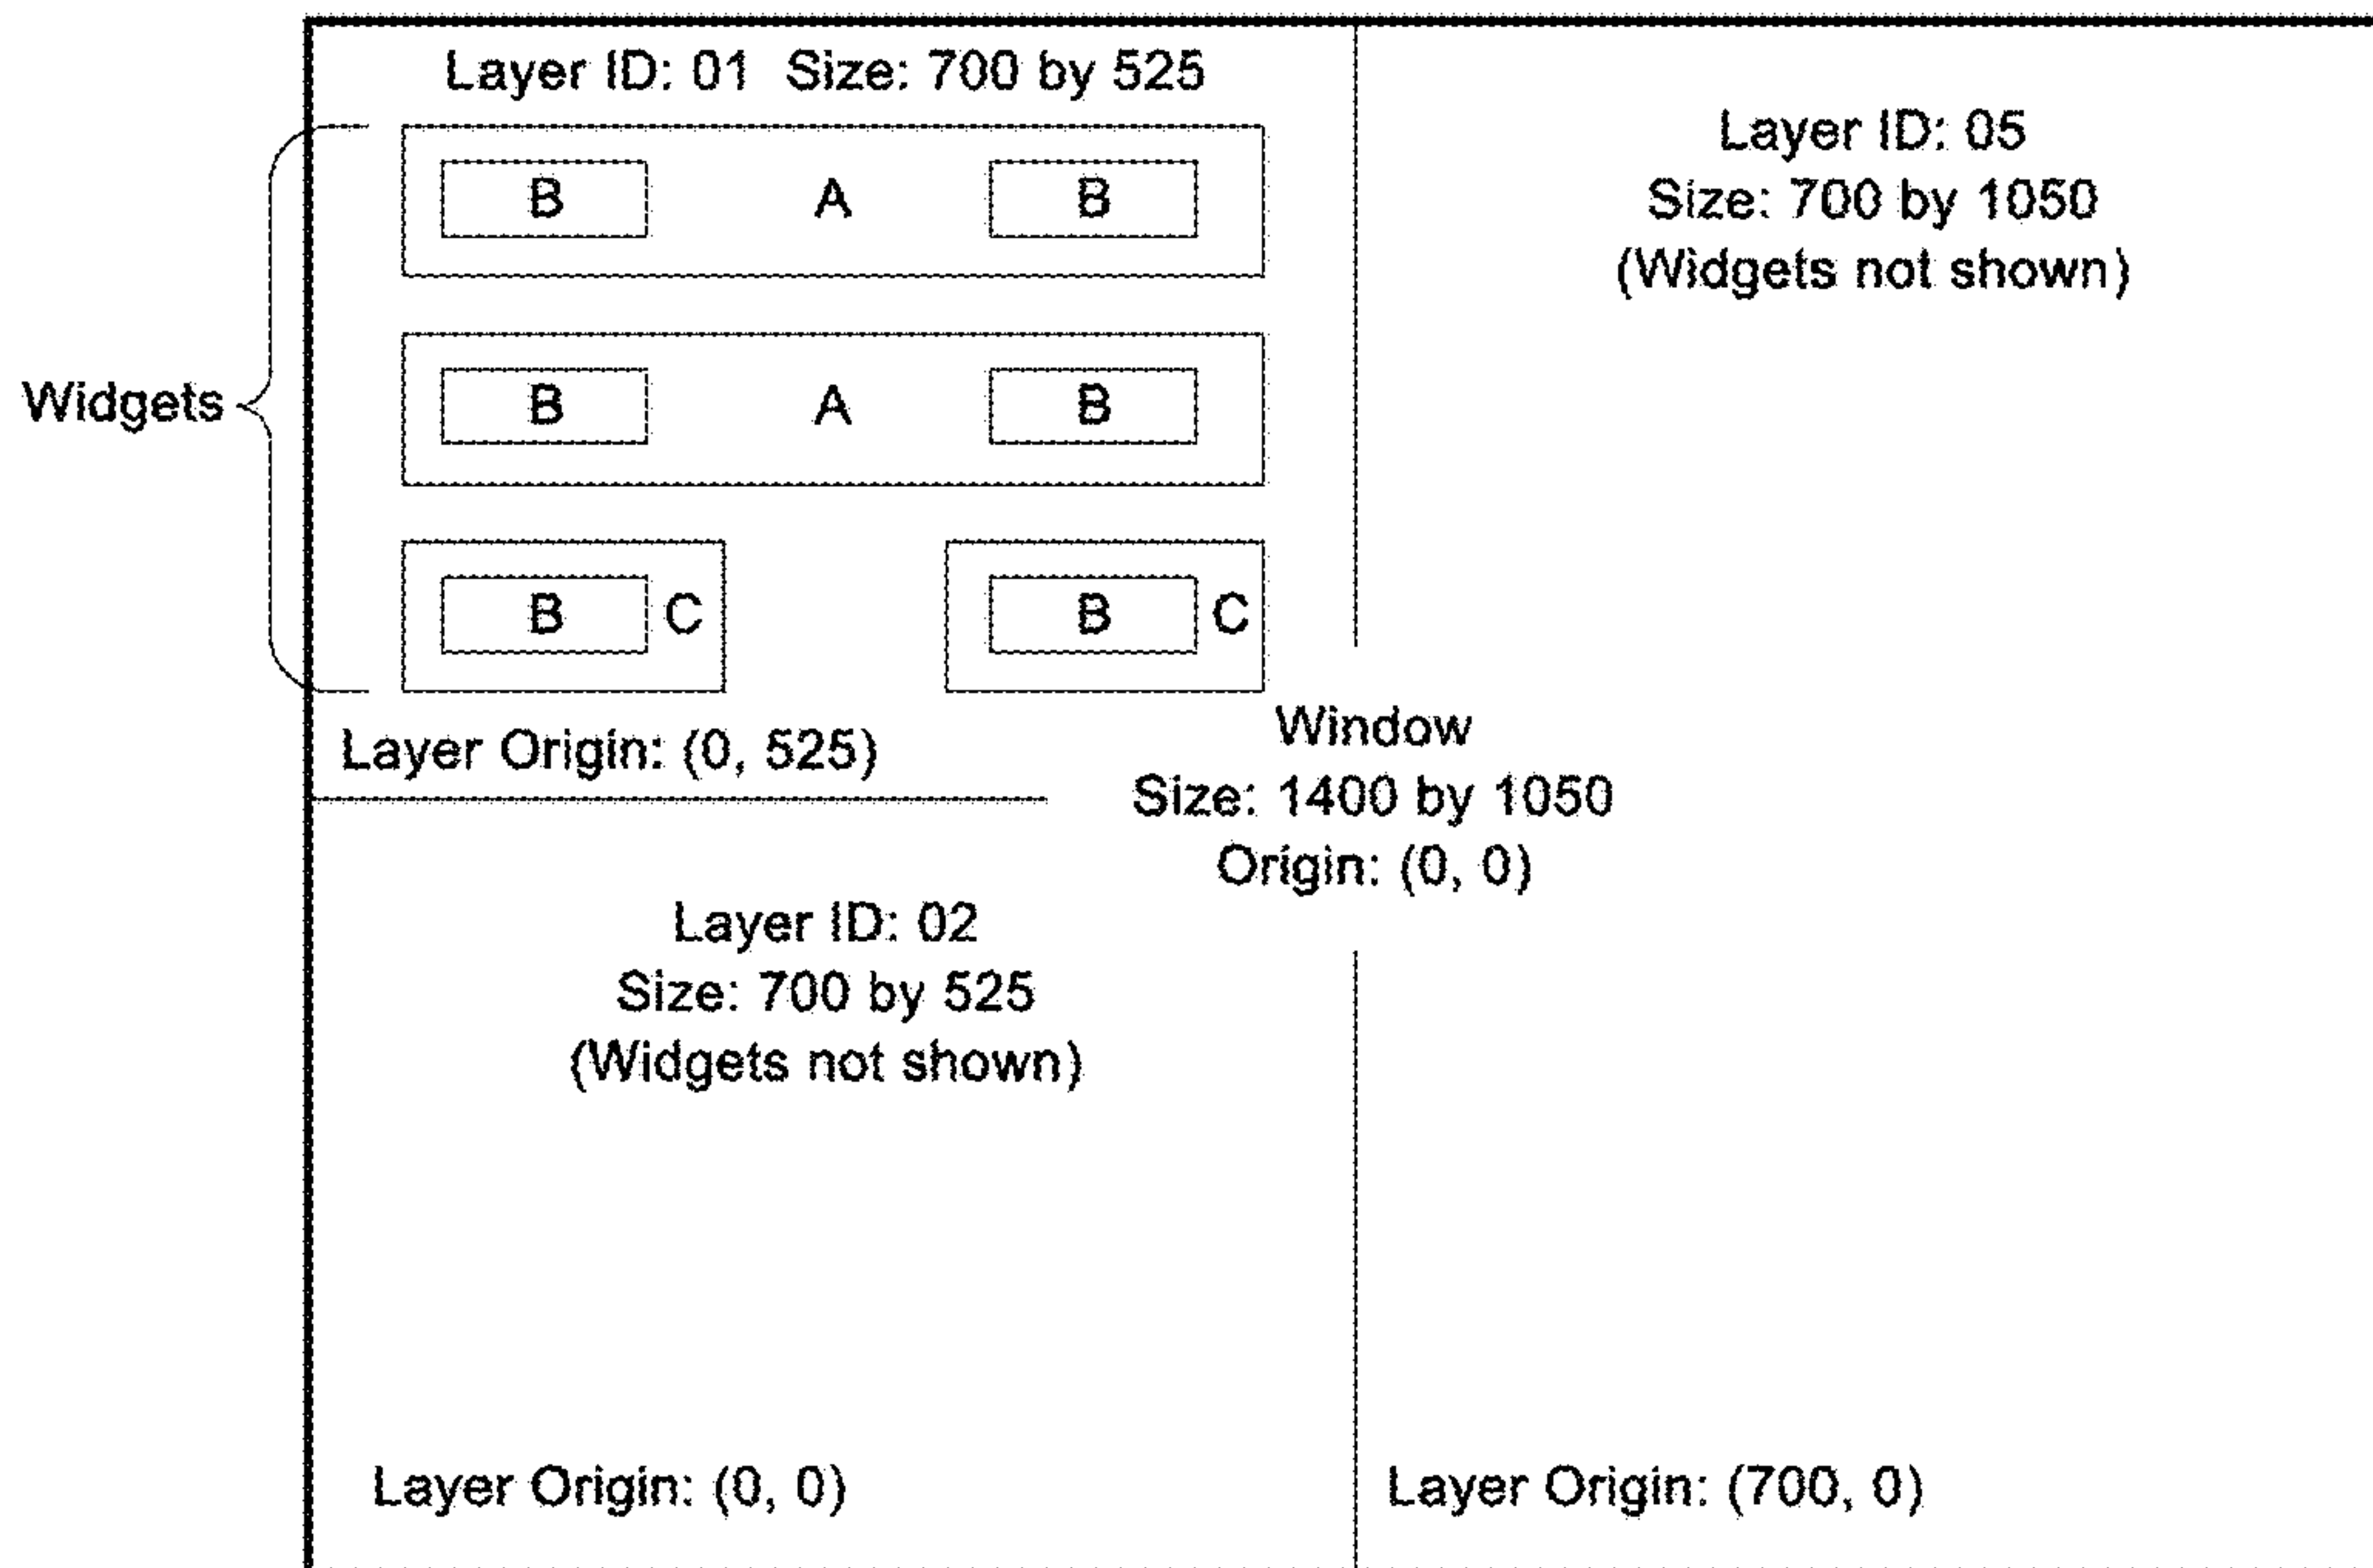 Layer ID: 01 Size: 700 by 525
B A B
Widgets
B A B
B C B C
Layer Origin: (0, 525)
Layer ID: 05
Size: 700 by 1050
(Widgets not shown)
Window
Size: 1400 by 1050
Origin: (0, 0)
Layer ID: 02
Size: 700 by 525
(Widgets not shown)
Layer Origin: (0, 0)
Layer Origin: (700, 0)